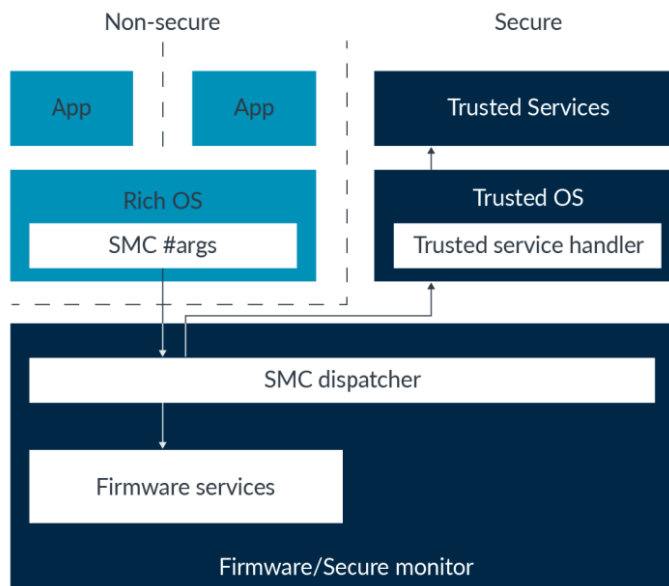 Non-secure
Secure
App
App
Trusted Services
Rich OS
Trusted OS
SMC #args
Trusted service handler
SMC dispatcher
Firmware services
Firmware/Secure monitor